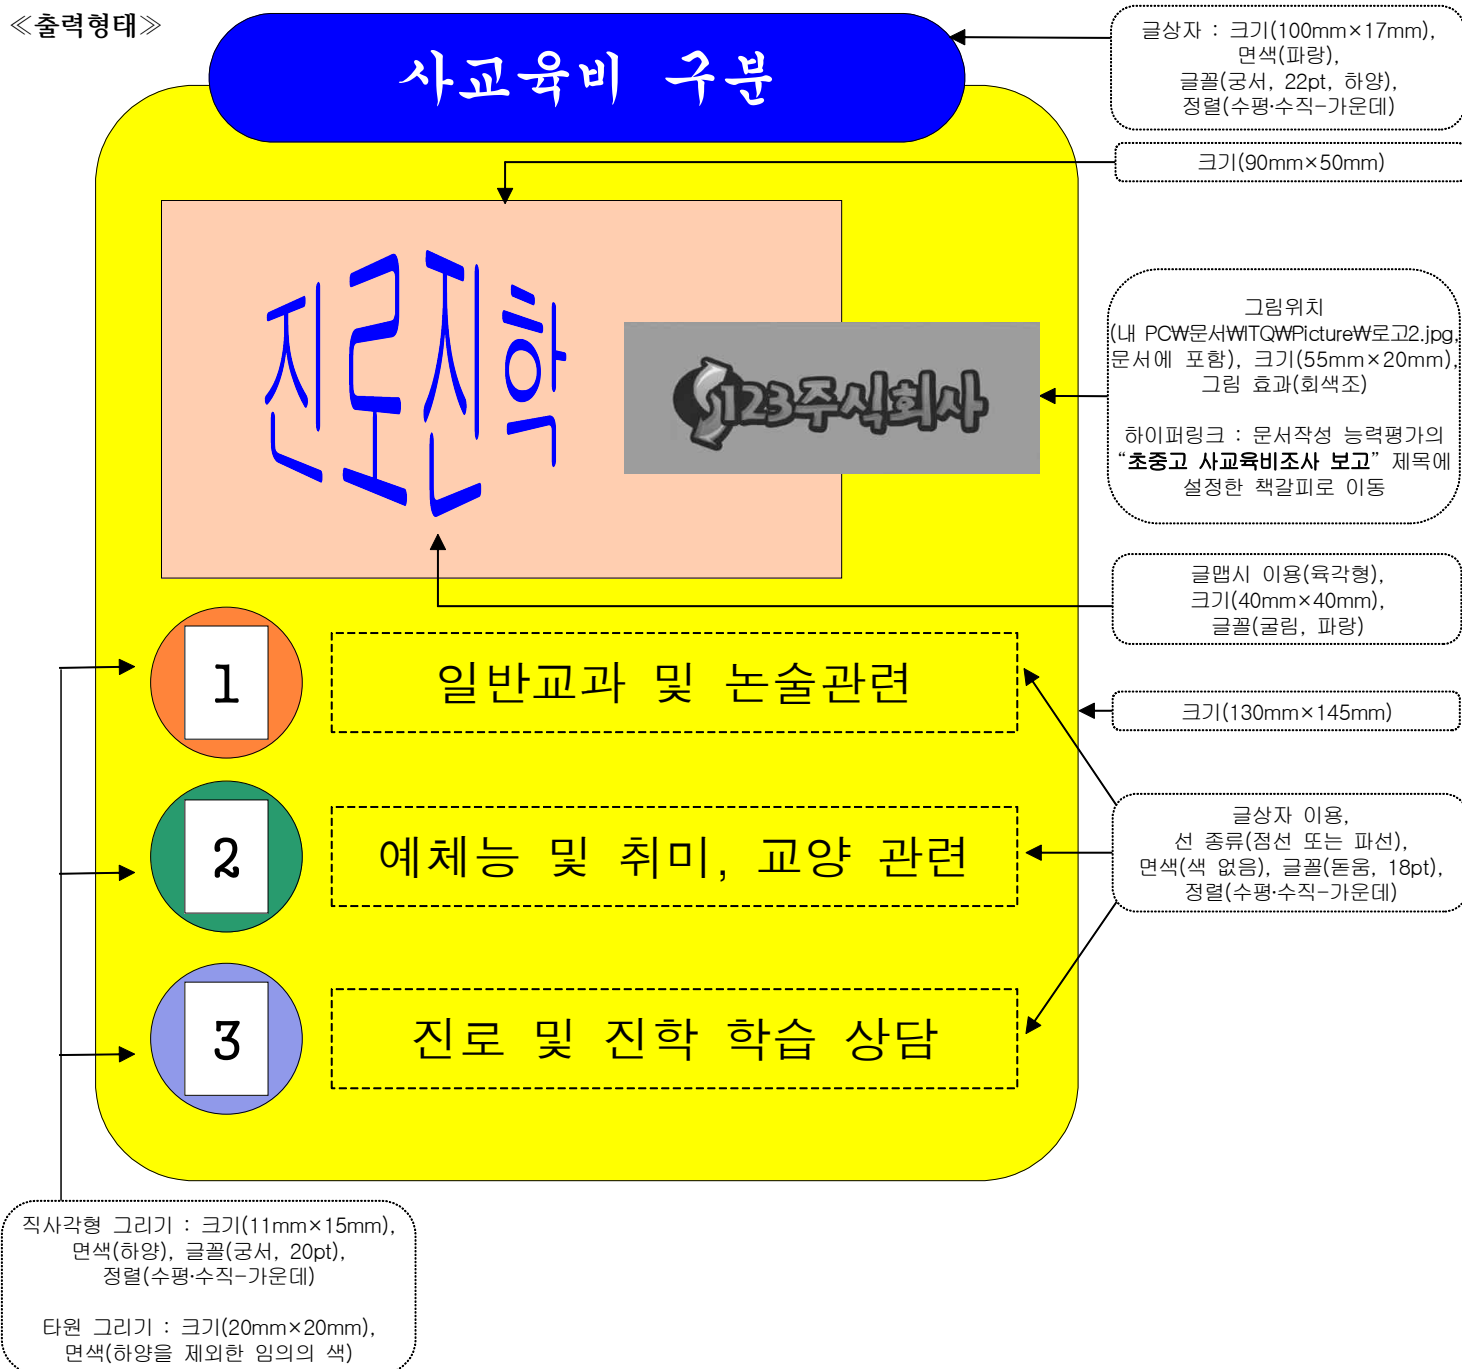 ≪출력형태≫
사교육비 구분
글상자 : 크기(100mm×17mm),
면색(파랑),
글꼴(궁서, 22pt, 하양),
정렬(수평·수직-가운데)
크기(90mm×50mm)
진로진학
123주식회사
그림위치
(내 PC₩문서₩ITQ₩Picture₩로고2.jpg,
문서에 포함), 크기(55mm×20mm),
그림 효과(회색조)
하이퍼링크 : 문서작성 능력평가의
“초중고 사교육비조사 보고” 제목에
설정한 책갈피로 이동
글맵시 이용(육각형),
크기(40mm×40mm),
글꼴(굴림, 파랑)
1
일반교과 및 논술관련
크기(130mm×145mm)
2
예체능 및 취미, 교양 관련
글상자 이용,
선 종류(점선 또는 파선),
면색(색 없음), 글꼴(돋움, 18pt),
정렬(수평·수직-가운데)
3
진로 및 진학 학습 상담
직사각형 그리기 : 크기(11mm×15mm),
면색(하양), 글꼴(궁서, 20pt),
정렬(수평·수직-가운데)
타원 그리기 : 크기(20mm×20mm),
면색(하양을 제외한 임의의 색)